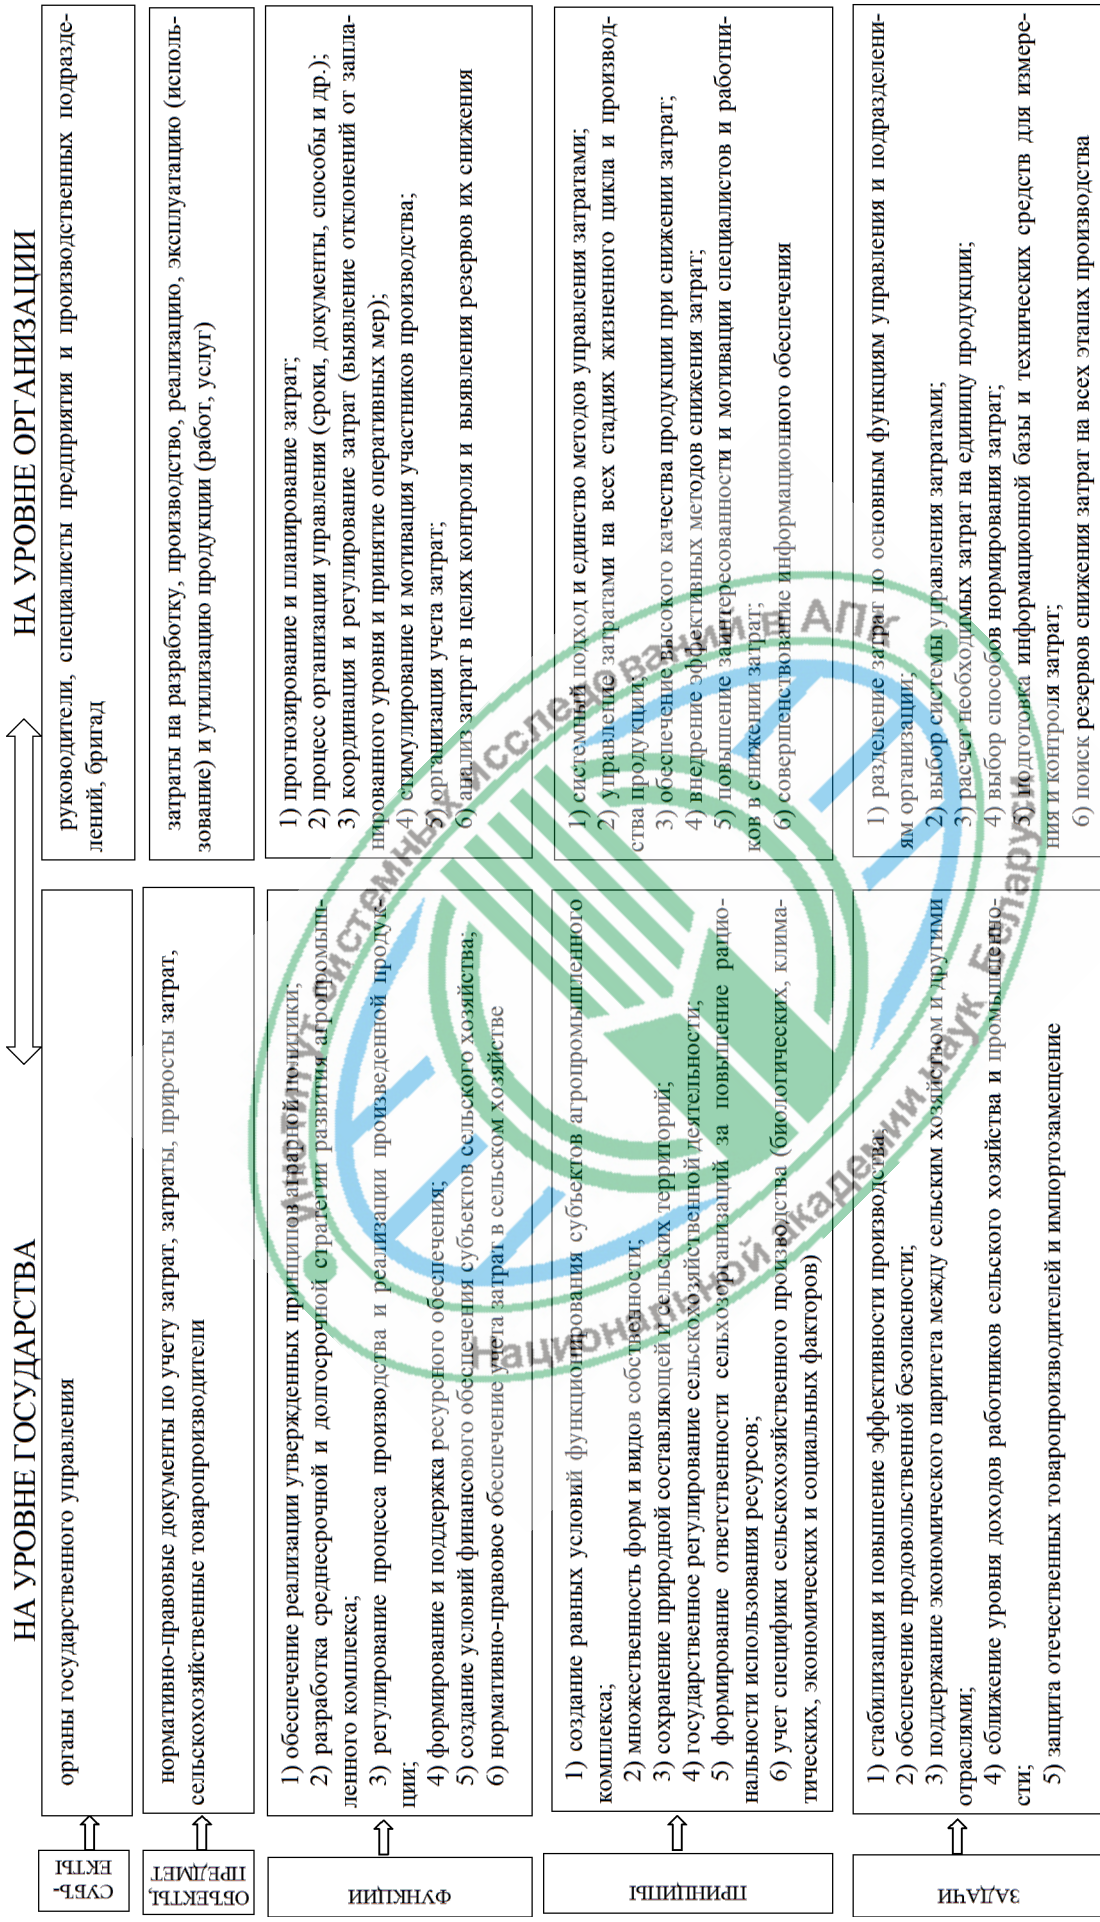 НА УРОВНЕ ГОСУДАРСТВА
НА УРОВНЕ ОРГАНИЗАЦИИ
СУБЪ-
ЕКТЫ
органы государственного управления
руководители, специалисты предприятия и производственных подразде-
лений, бригад
ОБЪЕКТЫ,
ПРЕДМЕТ
нормативно-правовые документы по учету затрат, затраты, приросты затрат,
сельскохозяйственные товаропроизводители
затраты на разработку, производство, реализацию, эксплуатацию (исполь-
зование) и утилизацию продукции (работ, услуг)
ФУНКЦИИ
1) обеспечение реализации утвержденных принципов аграрной политики;
2) разработка среднесрочной и долгосрочной стратегии развития агропромыш-
ленного комплекса;
3) регулирование процесса производства и реализации произведенной продук-
ции;
4) формирование и поддержка ресурсного обеспечения;
5) создание условий финансового обеспечения субъектов сельского хозяйства;
6) нормативно-правовое обеспечение учета затрат в сельском хозяйстве
1) прогнозирование и планирование затрат;
2) процесс организации управления (сроки, документы, способы и др.);
3) координация и регулирование затрат (выявление отклонений от запла-
нированного уровня и принятие оперативных мер);
4) стимулирование и мотивация участников производства;
5) организация учета затрат;
6) анализ затрат в целях контроля и выявления резервов их снижения
ПРИНЦИПЫ
1) создание равных условий функционирования субъектов агропромышленного
комплекса;
2) множественность форм и видов собственности;
3) сохранение природной составляющей и сельских территорий;
4) государственное регулирование сельскохозяйственной деятельности;
5) формирование ответственности сельхозорганизаций за повышение рацио-
нальности использования ресурсов;
6) учет специфики сельскохозяйственного производства (биологических, клима-
тических, экономических и социальных факторов)
1) системный подход и единство методов управления затратами;
2) управление затратами на всех стадиях жизненного цикла и производ-
ства продукции;
3) обеспечение высокого качества продукции при снижении затрат;
4) внедрение эффективных методов снижения затрат;
5) повышение заинтересованности и мотивации специалистов и работни-
ков в снижении затрат;
6) совершенствование информационного обеспечения
ЗАДАЧИ
1) стабилизация и повышение эффективности производства;
2) обеспечение продовольственной безопасности;
3) поддержание экономического паритета между сельским хозяйством и другими
отраслями;
4) сближение уровня доходов работников сельского хозяйства и промышленно-
сти;
5) защита отечественных товаропроизводителей и импортозамещение
1) разделение затрат по основным функциям управления и подразделени-
ям организации;
2) выбор системы управления затратами;
3) расчет необходимых затрат на единицу продукции;
4) выбор способов нормирования затрат;
5) подготовка информационной базы и технических средств для измере-
ния и контроля затрат;
6) поиск резервов снижения затрат на всех этапах производства
Институт системных исследований в АПК
Национальной академии наук Беларуси